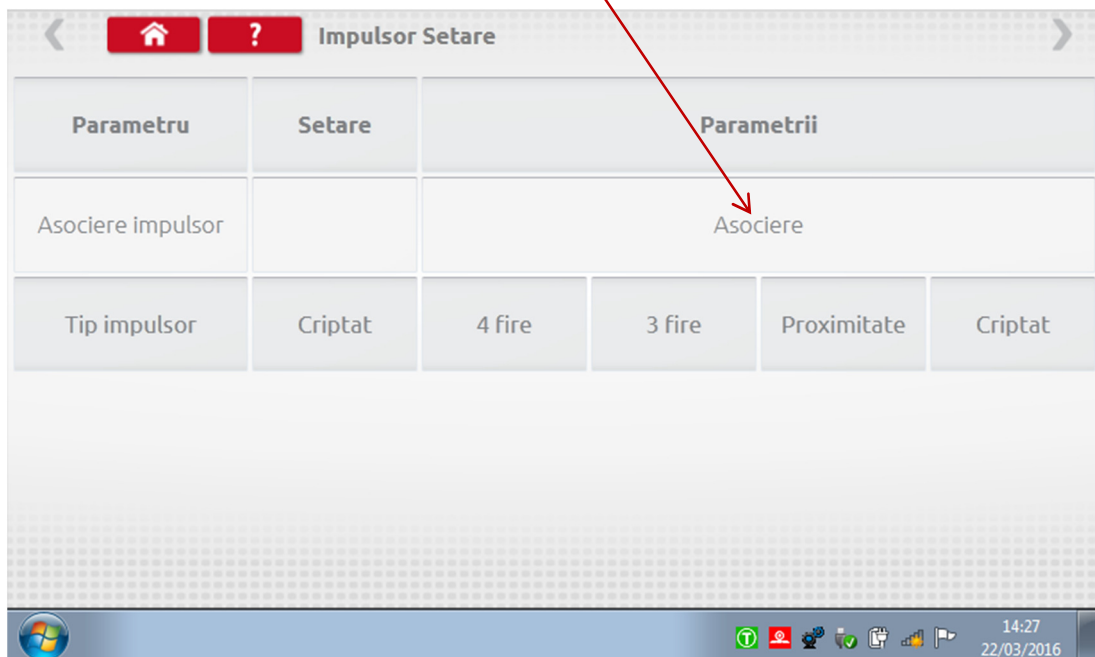 ? Impulsor Setare
Parametru Setare Parametrii
Asociere impulsor Asociere
Tip impulsor Criptat 4 fire 3 fire Proximitate Criptat
14:27
22/03/2016